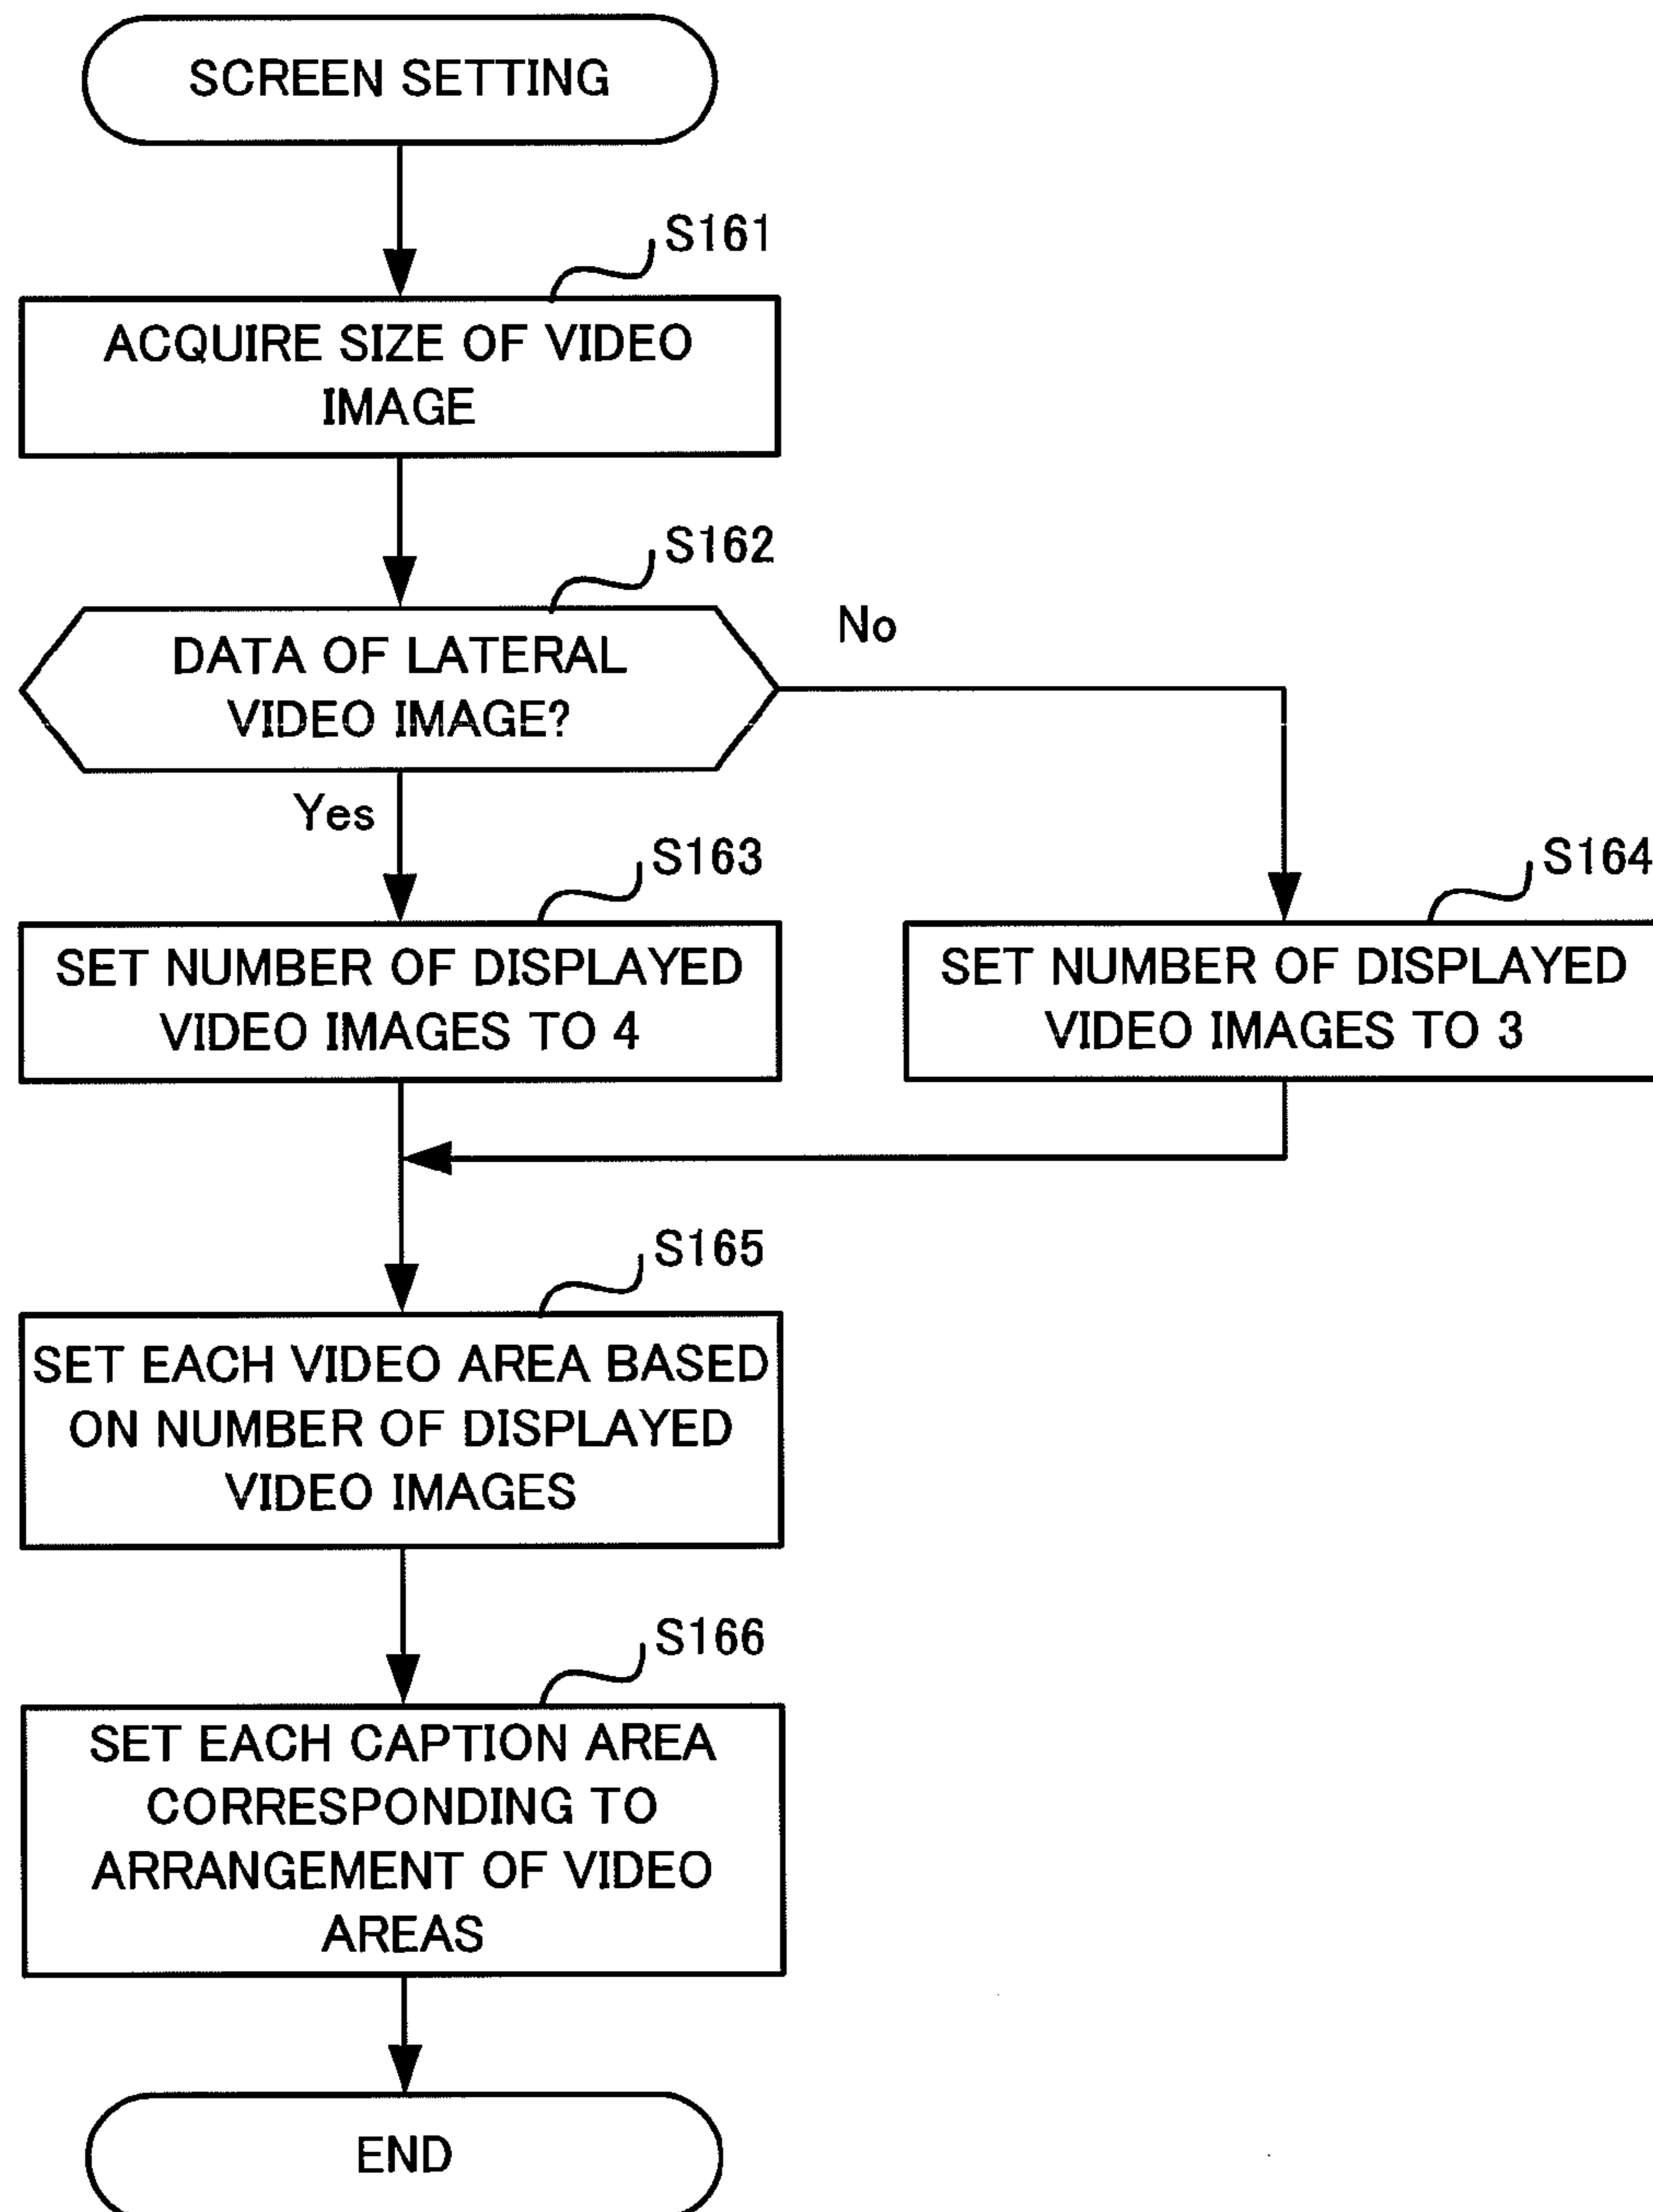 SCREEN SETTING
S161
ACQUIRE SIZE OF VIDEO
IMAGE
S162
DATA OF LATERAL
VIDEO IMAGE?
No
Yes
S163
SET NUMBER OF DISPLAYED
VIDEO IMAGES TO 4
S164
SET NUMBER OF DISPLAYED
VIDEO IMAGES TO 3
S165
SET EACH VIDEO AREA BASED
ON NUMBER OF DISPLAYED
VIDEO IMAGES
S166
SET EACH CAPTION AREA
CORRESPONDING TO
ARRANGEMENT OF VIDEO
AREAS
END